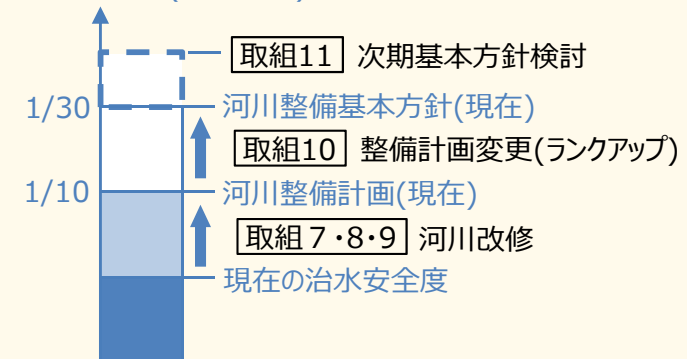 取組11 次期基本方針検討
1/30 河川整備基本方針(現在)
取組10 整備計画変更(ランクアップ)
1/10 河川整備計画(現在)
取組７・８・９ 河川改修
現在の治水安全度